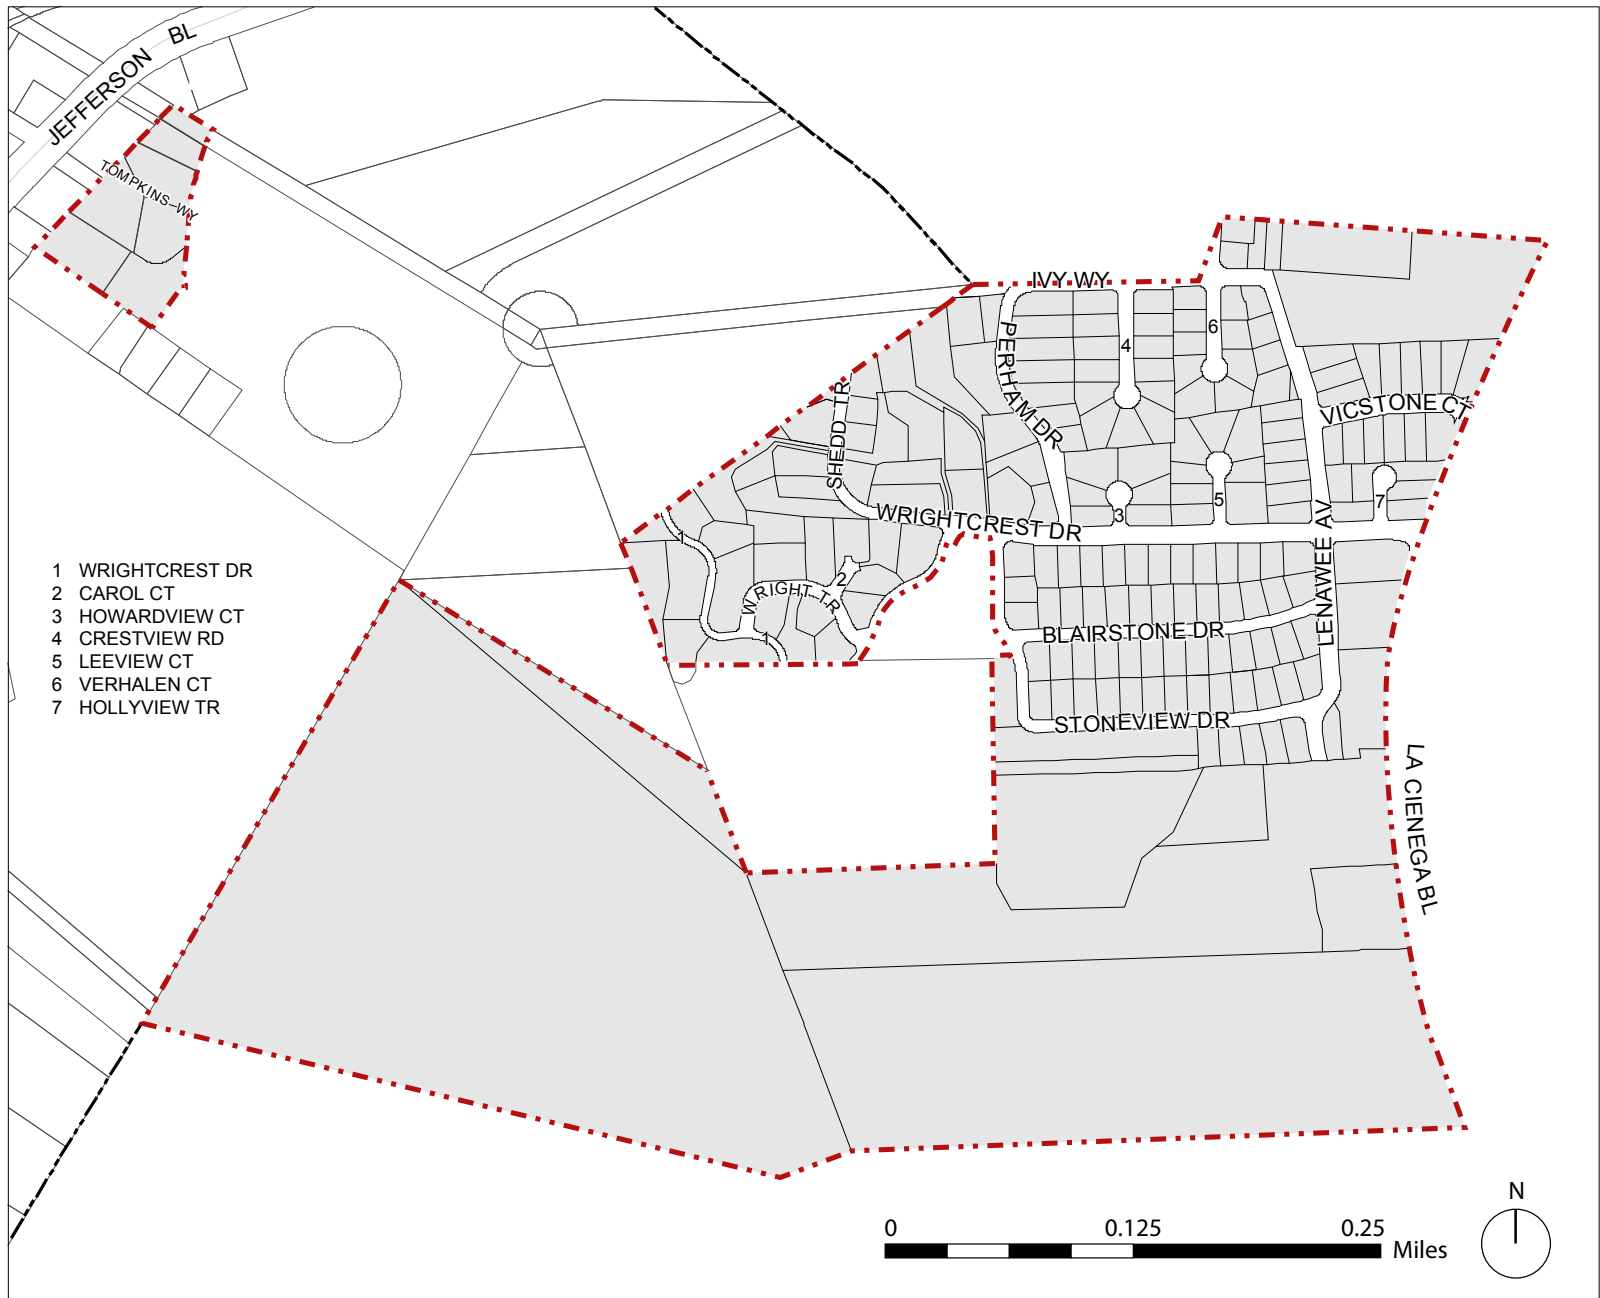 JEFFERSON BL
TOMPKINS WY
IVY WY
PERHAM DR
4
6
SHEDD TR
VICSTONE CT
WRIGHTCREST DR
3
5
7
LENAWEE AV
1
2
WRIGHT TR
1
BLAIRSTONE DR
STONEVIEW DR
LA CIENEGA BL
1 WRIGHTCREST DR
2 CAROL CT
3 HOWARDVIEW CT
4 CRESTVIEW RD
5 LEEVIEW CT
6 VERHALEN CT
7 HOLLYVIEW TR
0 0.125 0.25
Miles
N